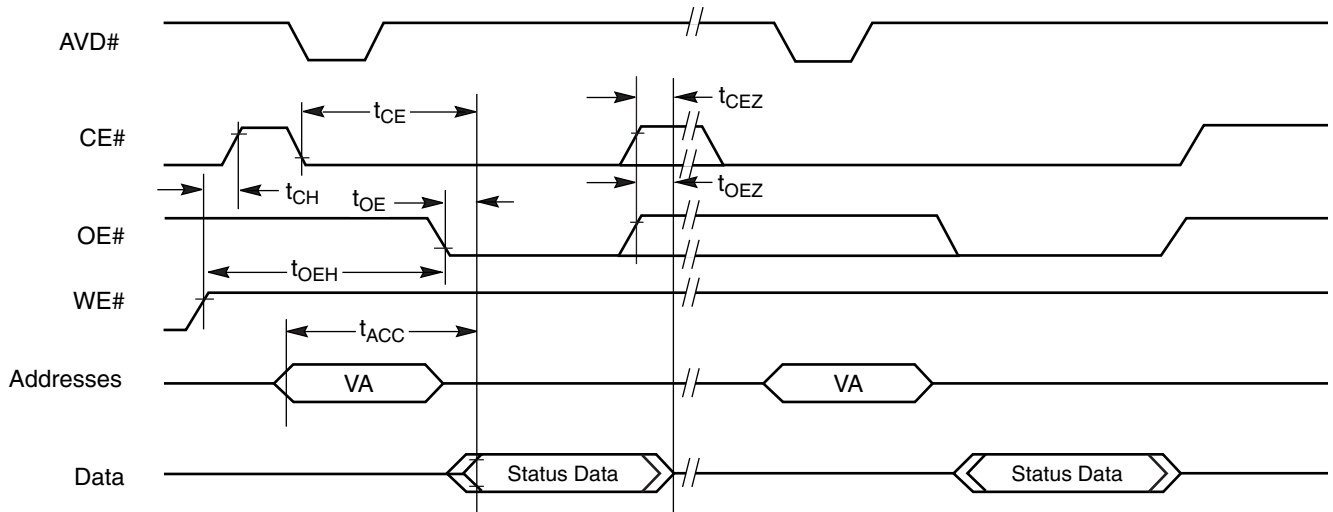 AVD#
tCEZ
tCE
CE#
tCH
tOE
tOEZ
OE#
tOEH
WE#
tACC
Addresses
VA
VA
Data
Status Data
Status Data